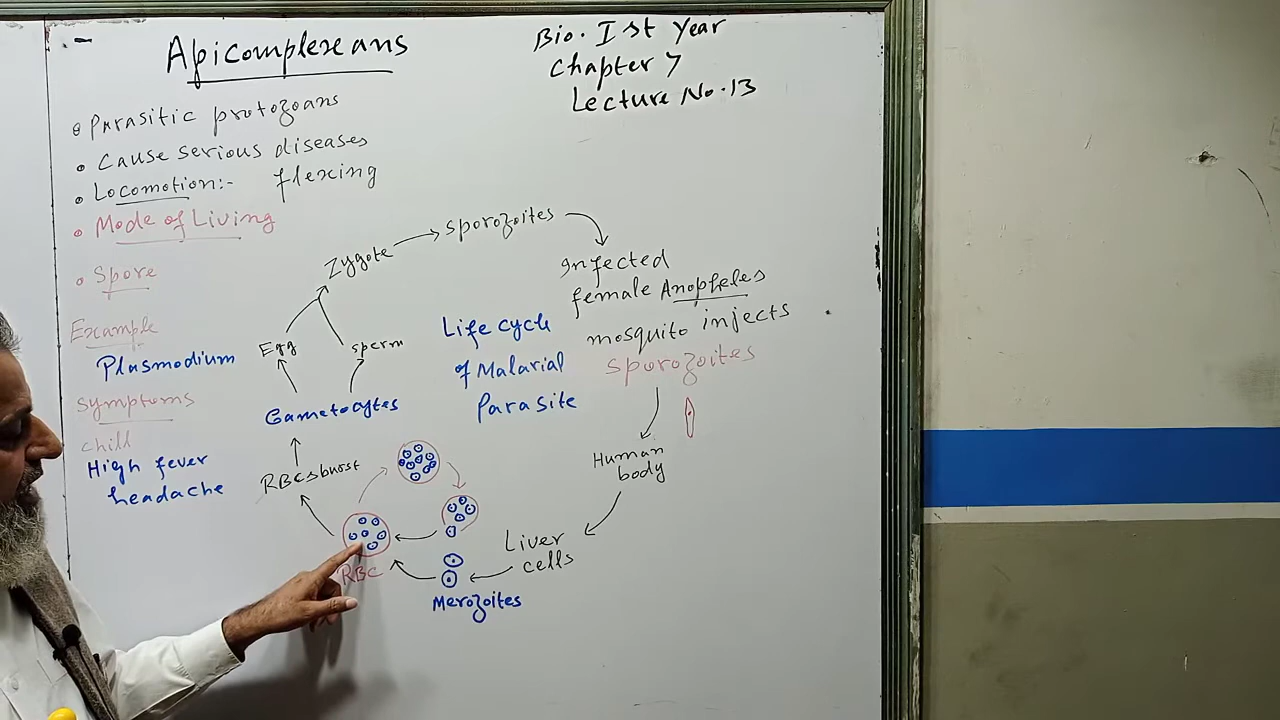 Apicomplexans
Bio. Ist Year
Chapter 7
Lecture No.13
Parasitic protozoans
Cause serious diseases
Locomotion:- flexing
Mode of Living
Spore
Example
Plasmodium
symptoms
chill
High fever
headache
Zygote
sporozoites
Infected
female Anopheles
mosquito injects
sporozoites
Life cycle
of Malarial
Parasite
Egg
sperm
Gametocytes
RBCs burst
RBC
Merozoites
Liver
cells
Human
body